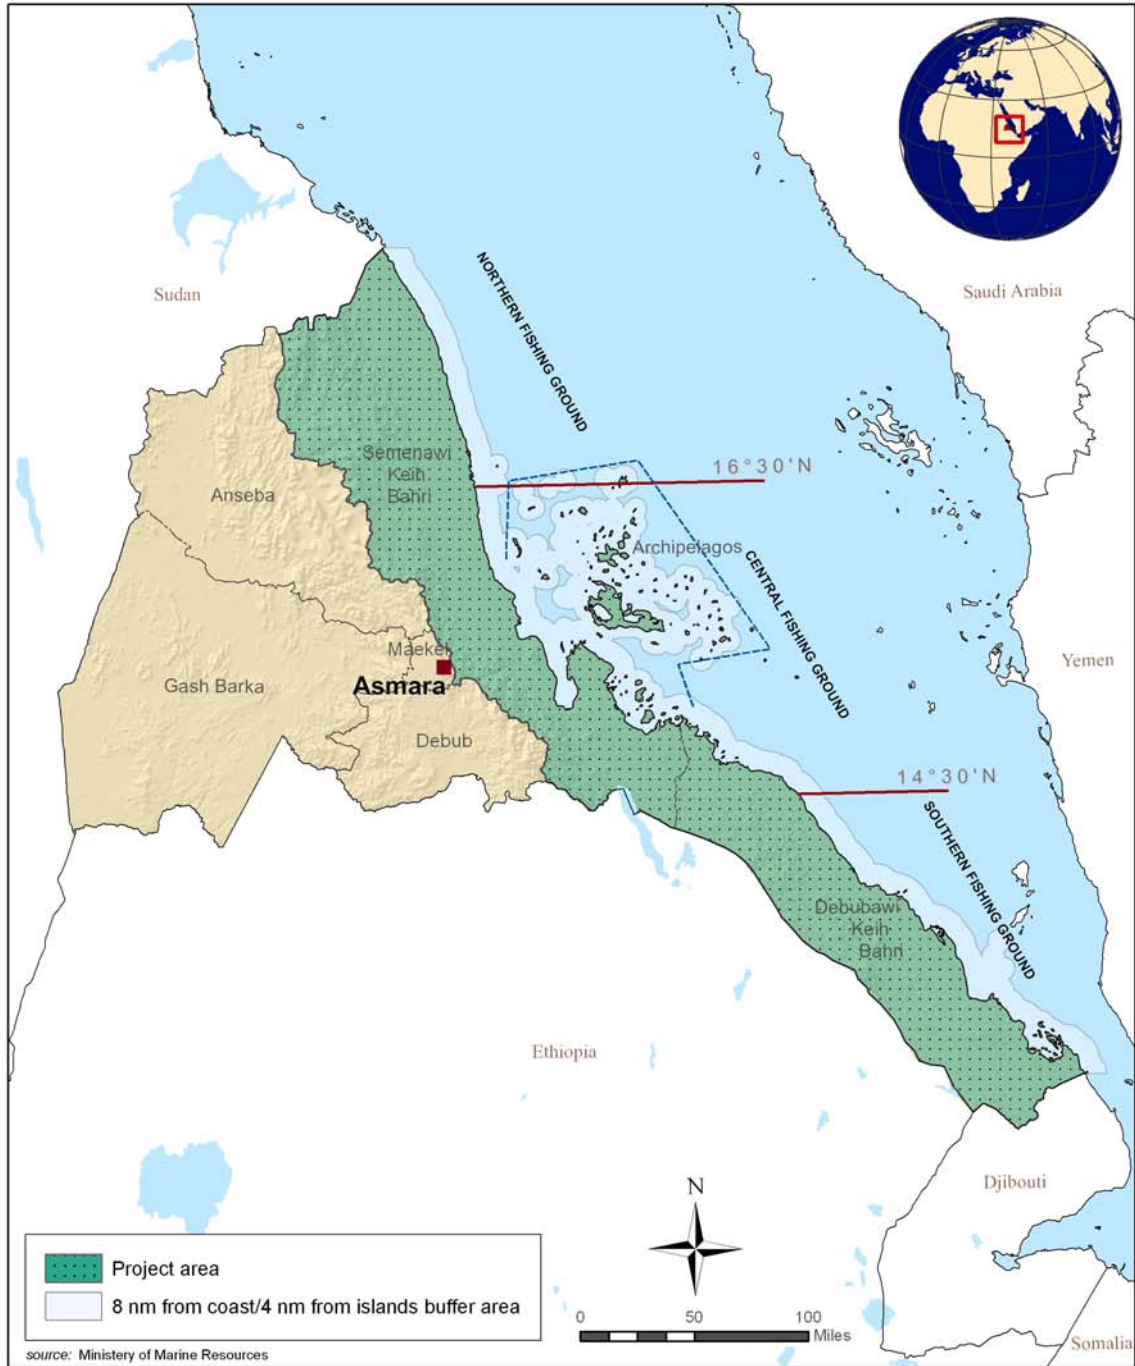 NORTHERN FISHING GROUND
Sudan
Saudi Arabia
16°30'N
Semenawi
Keih
Bahri
Anseba
Archipelagos
CENTRAL FISHING GROUND
Maekel
Yemen
Asmara
Gash Barka
Debub
14°30'N
SOUTHERN FISHING GROUND
Debubawi
Keih
Bahri
Ethiopia
Djibouti
N
Project area
8 nm from coast/4 nm from islands buffer area
0 50 100
Miles
Somalia
source: Ministery of Marine Resources